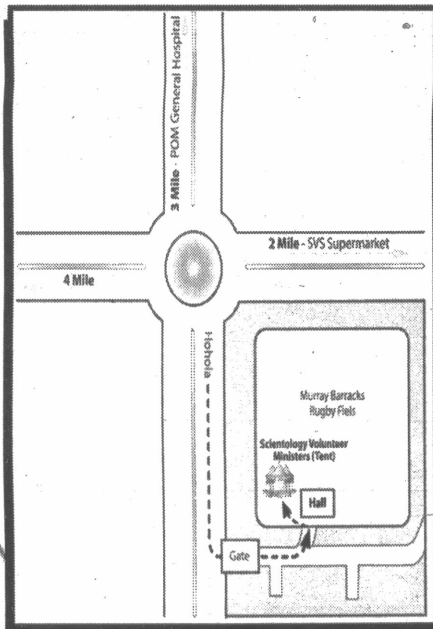 3 Mile - POM General Hospital
2 Mile - SVS Supermarket
4 Mile
Hohola
Murray Barracks
Rugby Fiels
Scientology Volunteer
Ministers (Tent)
Hall
Gate